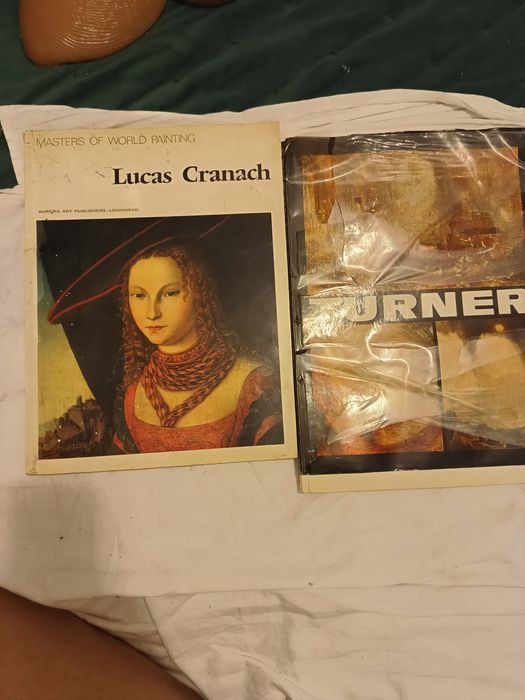 MASTERS OF WORLD PAINTING
Lucas Cranach
AURORA ART PUBLISHERS · LENINGRAD
TURNER